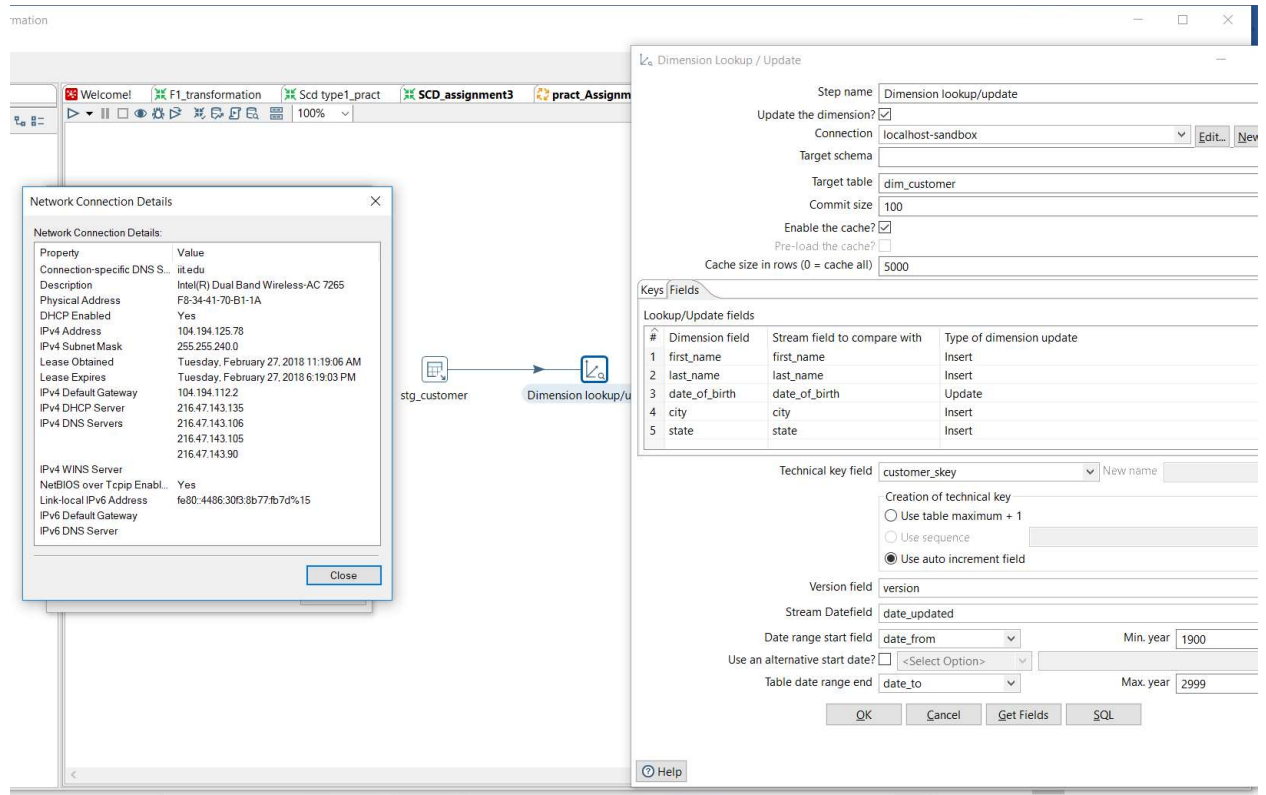 rmation
Welcome! F1_transformation Scd type1_pract SCD_assignment3 pract_Assignm
100%
Network Connection Details
Network Connection Details:
Property Value
Connection-specific DNS S... iit.edu
Description Intel(R) Dual Band Wireless-AC 7265
Physical Address F8-34-41-70-B1-1A
DHCP Enabled Yes
IPv4 Address 104.194.125.78
IPv4 Subnet Mask 255.255.240.0
Lease Obtained Tuesday, February 27, 2018 11:19:06 AM
Lease Expires Tuesday, February 27, 2018 6:19:03 PM
IPv4 Default Gateway 104.194.112.2
IPv4 DHCP Server 216.47.143.135
IPv4 DNS Servers 216.47.143.106
216.47.143.105
216.47.143.90
IPv4 WINS Server
NetBIOS over Tcpip Enabl... Yes
Link-local IPv6 Address fe80::4486:30f3:8b77:fb7d%15
IPv6 Default Gateway
IPv6 DNS Server
Close
stg_customer Dimension lookup/u
Dimension Lookup / Update
Step name Dimension lookup/update
Update the dimension?
Connection localhost-sandbox Edit... New
Target schema
Target table dim_customer
Commit size 100
Enable the cache?
Pre-load the cache?
Cache size in rows (0 = cache all) 5000
Keys Fields
Lookup/Update fields
# Dimension field Stream field to compare with Type of dimension update
1 first_name first_name Insert
2 last_name last_name Insert
3 date_of_birth date_of_birth Update
4 city city Insert
5 state state Insert
Technical key field customer_skey New name
Creation of technical key
Use table maximum + 1
Use sequence
Use auto increment field
Version field version
Stream Datefield date_updated
Date range start field date_from Min. year 1900
Use an alternative start date? <Select Option>
Table date range end date_to Max. year 2999
OK Cancel Get Fields SQL
Help